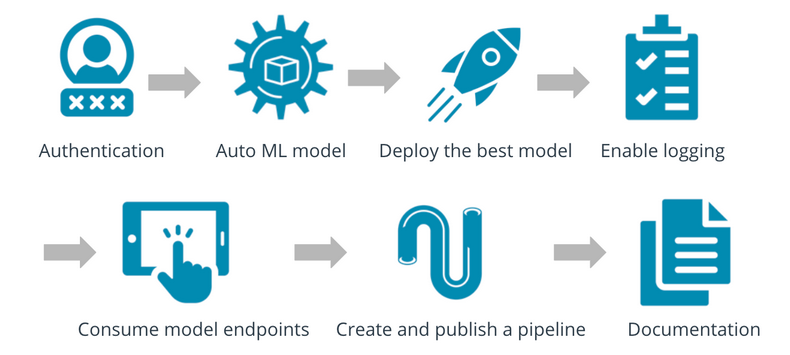 Authentication
Auto ML model
Deploy the best model
Enable logging
Consume model endpoints
Create and publish a pipeline
Documentation